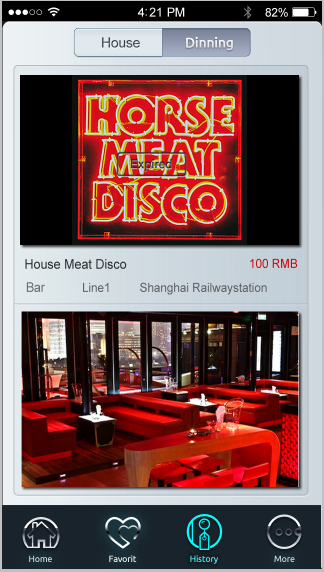 4:21 PM
82%
House
Dinning
HORSE
MEAT
Expired
DISCO
House Meat Disco
100 RMB
Bar
Line1
Shanghai Railwaystation
Home
Favorit
History
More